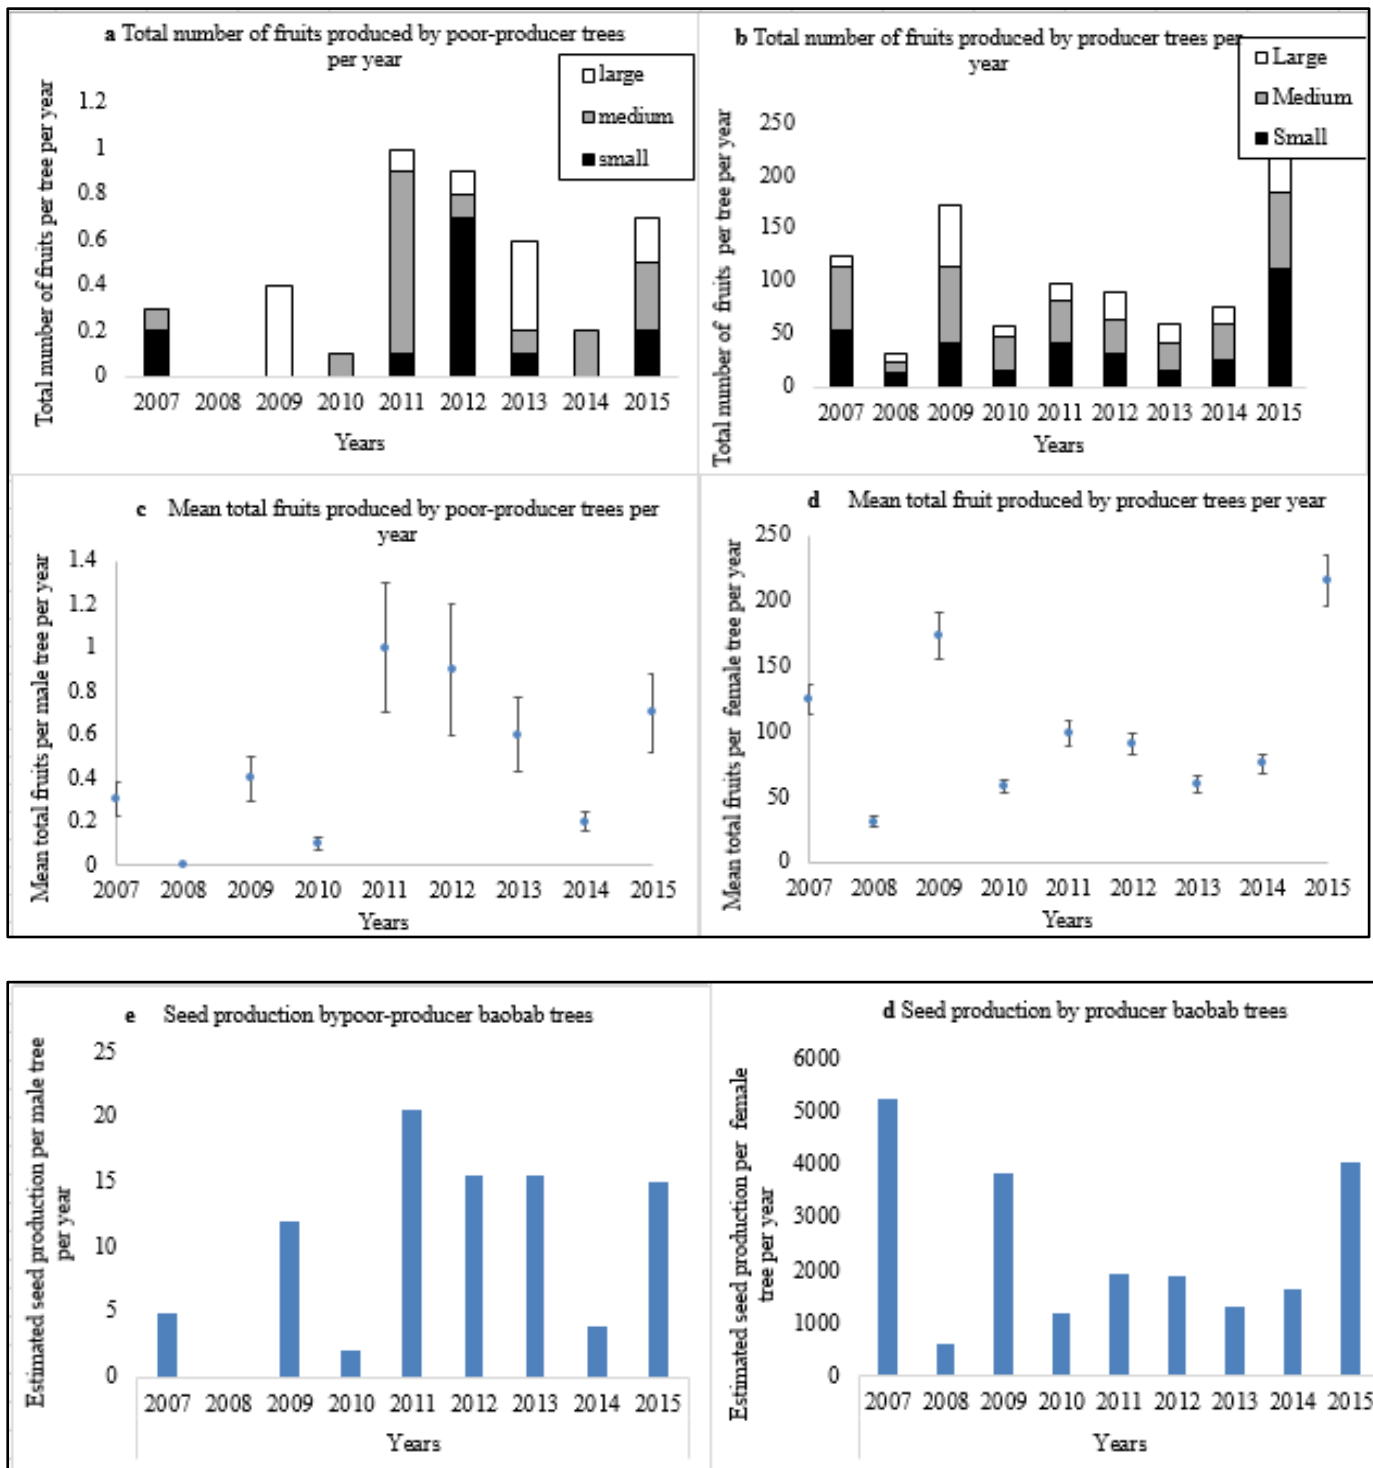 a Total number of fruits produced by poor-producer trees
per year
large
medium
small
Total number of fruits per tree per year
1.2
1
0.8
0.6
0.4
0.2
0
2007 2008 2009 2010 2011 2012 2013 2014 2015
Years
b Total number of fruits produced by producer trees per
year
Large
Medium
Small
Total number of fruits per tree per year
250
200
150
100
50
0
2007 2008 2009 2010 2011 2012 2013 2014 2015
Years
c Mean total fruits produced by poor-producer trees per
year
Mean total fruits per male tree per year
1.4
1.2
1
0.8
0.6
0.4
0.2
0
2007 2008 2009 2010 2011 2012 2013 2014 2015
Years
d Mean total fruit produced by producer trees per year
Mean total fruits per female tree per year
250
200
150
100
50
0
2007 2008 2009 2010 2011 2012 2013 2014 2015
Years
e Seed production bypoor-producer baobab trees
Estimated seed production per male tree
per year
25
20
15
10
5
0
2007 2008 2009 2010 2011 2012 2013 2014 2015
Years
d Seed production by producer baobab trees
Estimated seed production per female
tree per year
6000
5000
4000
3000
2000
1000
0
2007 2008 2009 2010 2011 2012 2013 2014 2015
Years